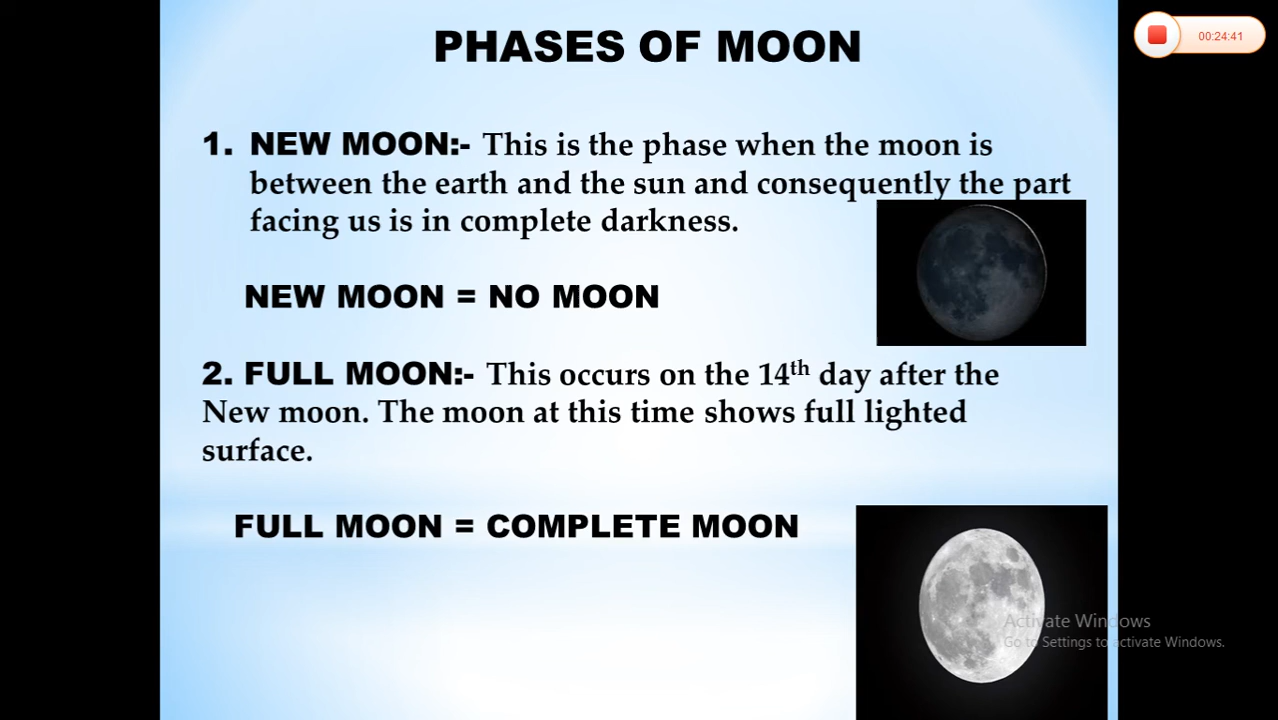 PHASES OF MOON
00:24:41
1. NEW MOON:- This is the phase when the moon is
between the earth and the sun and consequently the part
facing us is in complete darkness.
NEW MOON = NO MOON
2. FULL MOON:- This occurs on the 14th day after the
New moon. The moon at this time shows full lighted
surface.
FULL MOON = COMPLETE MOON
Activate Windows
Go to Settings to activate Windows.